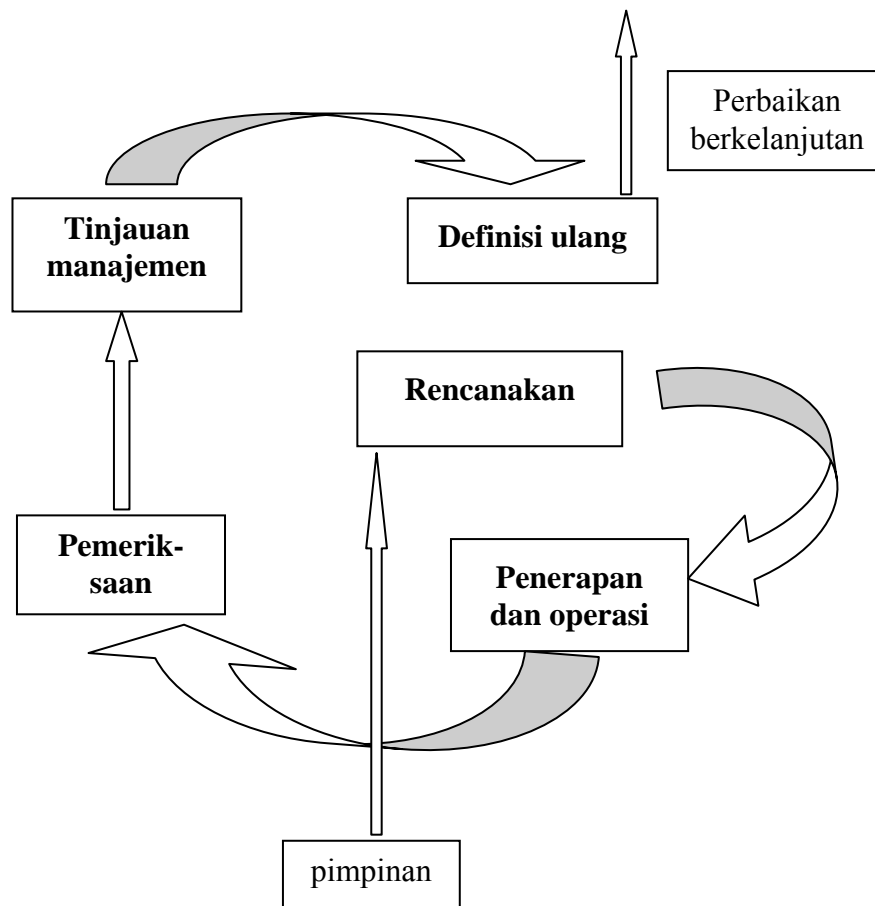 Perbaikan
berkelanjutan
Tinjauan
manajemen
Definisi ulang
Rencanakan
Pemerik-
saan
Penerapan
dan operasi
pimpinan